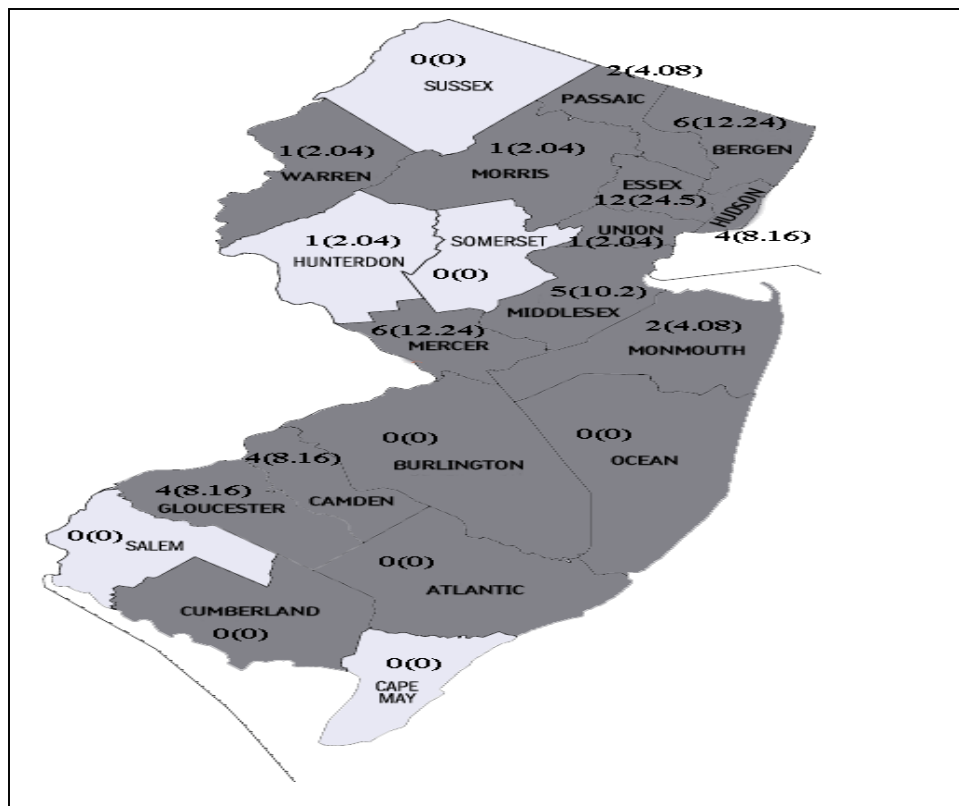 0(0)
SUSSEX
2(4.08)
PASSAIC
6(12.24)
BERGEN
1(2.04)
WARREN
1(2.04)
MORRIS
ESSEX
12(24.5)
HUDSON
4(8.16)
UNION
1(2.04)
1(2.04)
HUNTERDON
SOMERSET
0(0)
5(10.2)
MIDDLESEX
6(12.24)
MERCER
2(4.08)
MONMOUTH
0(0)
BURLINGTON
0(0)
OCEAN
4(8.16)
CAMDEN
4(8.16)
GLOUCESTER
0(0)
SALEM
0(0)
ATLANTIC
CUMBERLAND
0(0)
0(0)
CAPE
MAY